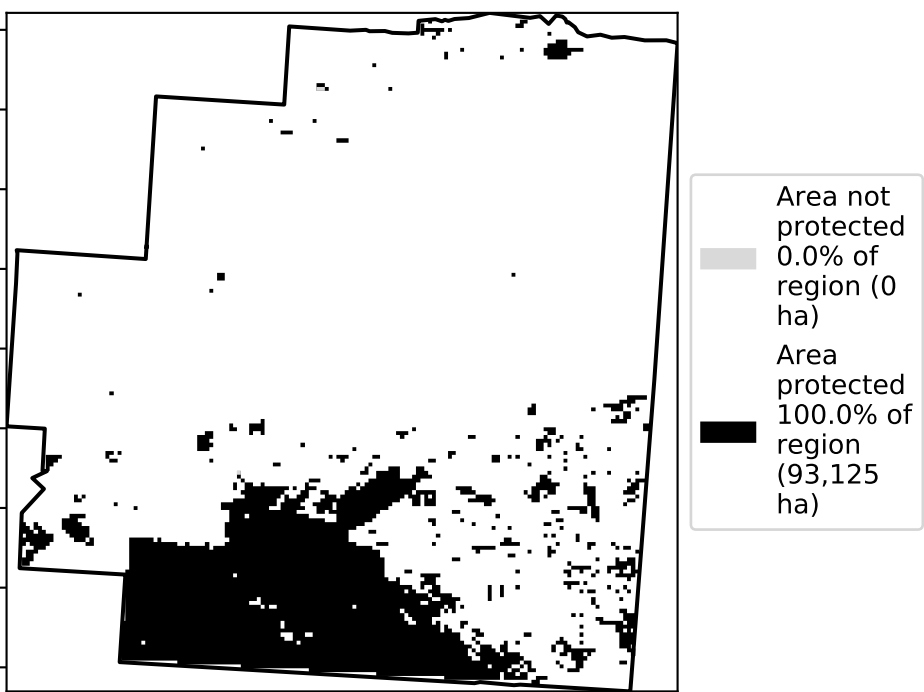 Area not
protected
0.0% of
region (0
ha)
Area
protected
100.0% of
region
(93,125
ha)